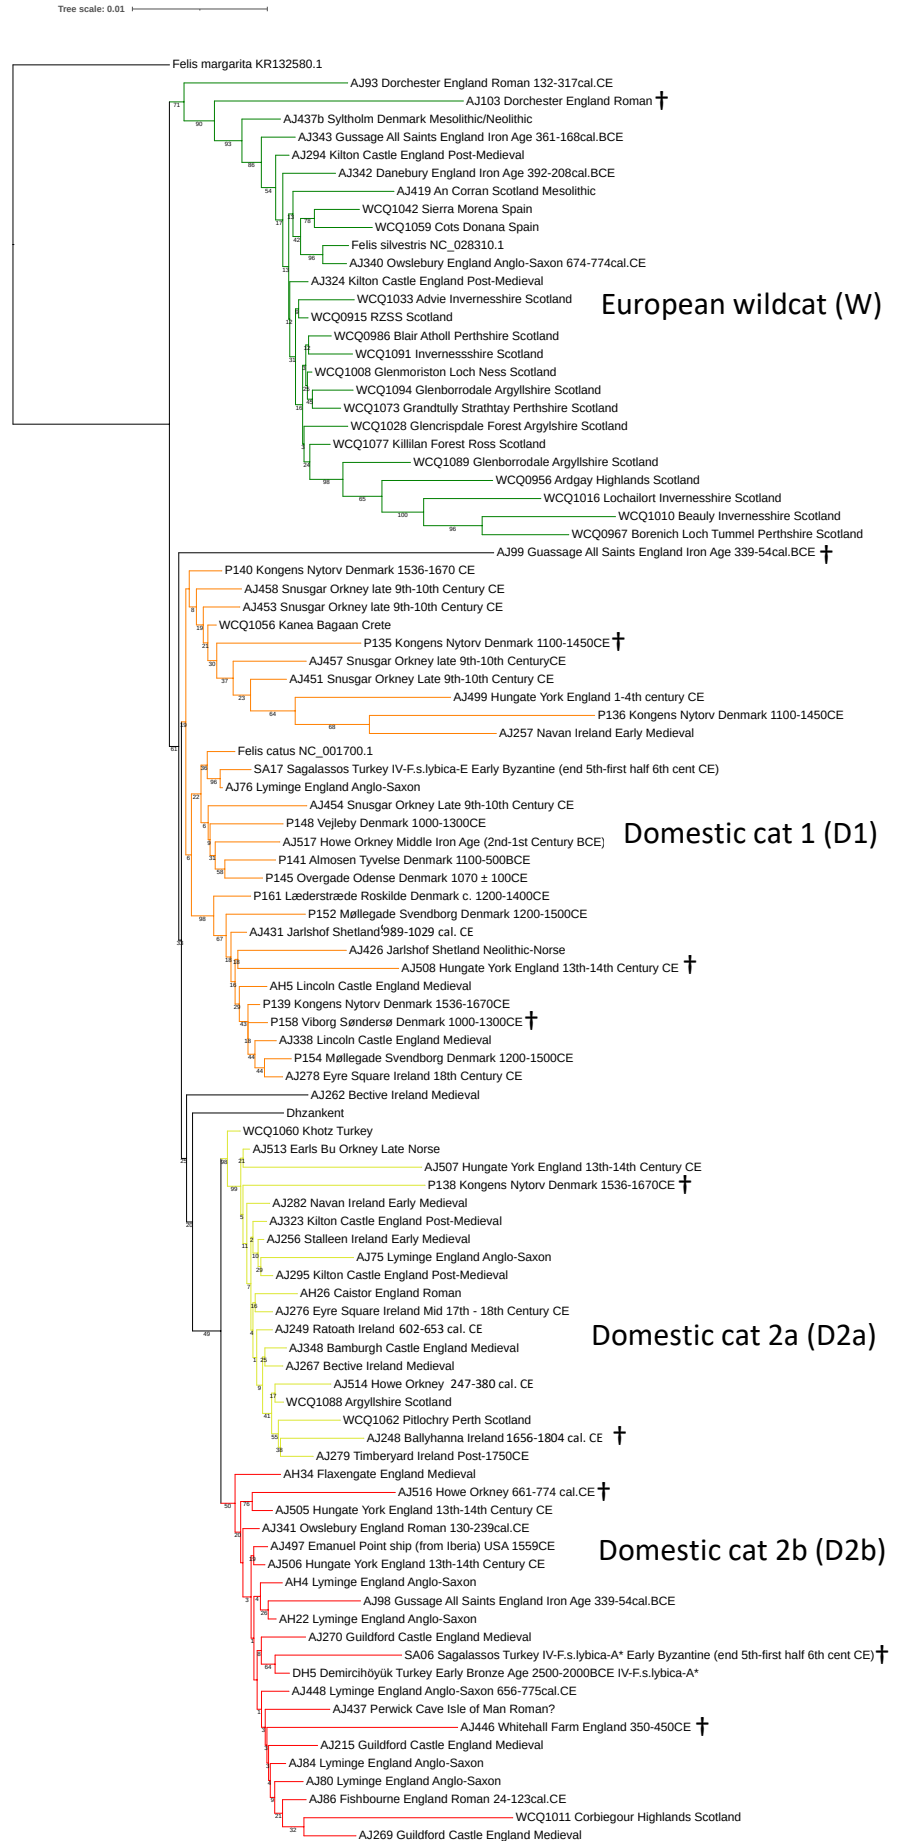 Tree scale: 0.01
Felis margarita KR132580.1
AJ93 Dorchester England Roman 132-317cal.CE
AJ103 Dorchester England Roman †
AJ437b Syltholm Denmark Mesolithic/Neolithic
AJ343 Gussage All Saints England Iron Age 361-168cal.BCE
AJ294 Kilton Castle England Post-Medieval
AJ342 Danebury England Iron Age 392-208cal.BCE
AJ419 An Corran Scotland Mesolithic
WCQ1042 Sierra Morena Spain
WCQ1059 Cots Donana Spain
Felis silvestris NC_028310.1
AJ340 Owslebury England Anglo-Saxon 674-774cal.CE
AJ324 Kilton Castle England Post-Medieval
WCQ1033 Advie Invernesshire Scotland
European wildcat (W)
WCQ0915 RZSS Scotland
WCQ0986 Blair Atholl Perthshire Scotland
WCQ1091 Invernessshire Scotland
WCQ1008 Glenmoriston Loch Ness Scotland
WCQ1094 Glenborrodale Argyllshire Scotland
WCQ1073 Grandtully Strathtay Perthshire Scotland
WCQ1028 Glencrispdale Forest Argylshire Scotland
WCQ1077 Killilan Forest Ross Scotland
WCQ1089 Glenborrodale Argyllshire Scotland
WCQ0956 Ardgay Highlands Scotland
WCQ1016 Lochailort Invernesshire Scotland
WCQ1010 Beauly Invernesshire Scotland
WCQ0967 Borenich Loch Tummel Perthshire Scotland
AJ99 Guassage All Saints England Iron Age 339-54cal.BCE †
P140 Kongens Nytorv Denmark 1536-1670 CE
AJ458 Snusgar Orkney late 9th-10th Century CE
AJ453 Snusgar Orkney late 9th-10th Century CE
WCQ1056 Kanea Bagaan Crete
P135 Kongens Nytorv Denmark 1100-1450CE †
AJ457 Snusgar Orkney late 9th-10th CenturyCE
AJ451 Snusgar Orkney Late 9th-10th Century CE
AJ499 Hungate York England 1-4th century CE
P136 Kongens Nytorv Denmark 1100-1450CE
AJ257 Navan Ireland Early Medieval
Felis catus NC_001700.1
SA17 Sagalassos Turkey IV-F.s.lybica-E Early Byzantine (end 5th-first half 6th cent CE)
AJ76 Lyminge England Anglo-Saxon
AJ454 Snusgar Orkney Late 9th-10th Century CE
P148 Vejleby Denmark 1000-1300CE
Domestic cat 1 (D1)
AJ517 Howe Orkney Middle Iron Age (2nd-1st Century BCE)
P141 Almosen Tyvelse Denmark 1100-500BCE
P145 Overgade Odense Denmark 1070 ± 100CE
P161 Læderstræde Roskilde Denmark c. 1200-1400CE
P152 Møllegade Svendborg Denmark 1200-1500CE
AJ431 Jarlshof Shetland 989-1029 cal. CE
AJ426 Jarlshof Shetland Neolithic-Norse
AJ508 Hungate York England 13th-14th Century CE †
AH5 Lincoln Castle England Medieval
P139 Kongens Nytorv Denmark 1536-1670CE
P158 Viborg Søndersø Denmark 1000-1300CE †
AJ338 Lincoln Castle England Medieval
P154 Møllegade Svendborg Denmark 1200-1500CE
AJ278 Eyre Square Ireland 18th Century CE
AJ262 Bective Ireland Medieval
Dhzankent
WCQ1060 Khotz Turkey
AJ513 Earls Bu Orkney Late Norse
AJ507 Hungate York England 13th-14th Century CE
P138 Kongens Nytorv Denmark 1536-1670CE †
AJ282 Navan Ireland Early Medieval
AJ323 Kilton Castle England Post-Medieval
AJ256 Stalleen Ireland Early Medieval
AJ75 Lyminge England Anglo-Saxon
AJ295 Kilton Castle England Post-Medieval
AH26 Caistor England Roman
AJ276 Eyre Square Ireland Mid 17th - 18th Century CE
AJ249 Ratoath Ireland 602-653 cal. CE
Domestic cat 2a (D2a)
AJ348 Bamburgh Castle England Medieval
AJ267 Bective Ireland Medieval
AJ514 Howe Orkney 247-380 cal. CE
WCQ1088 Argyllshire Scotland
WCQ1062 Pitlochry Perth Scotland
AJ248 Ballyhanna Ireland 1656-1804 cal. CE †
AJ279 Timberyard Ireland Post-1750CE
AH34 Flaxengate England Medieval
AJ516 Howe Orkney 661-774 cal.CE †
AJ505 Hungate York England 13th-14th Century CE
AJ341 Owslebury England Roman 130-239cal.CE
AJ497 Emanuel Point ship (from Iberia) USA 1559CE
Domestic cat 2b (D2b)
AJ506 Hungate York England 13th-14th Century CE
AH4 Lyminge England Anglo-Saxon
AJ98 Gussage All Saints England Iron Age 339-54cal.BCE
AH22 Lyminge England Anglo-Saxon
AJ270 Guildford Castle England Medieval
SA06 Sagalassos Turkey IV-F.s.lybica-A* Early Byzantine (end 5th-first half 6th cent CE) †
DH5 Demircihöyük Turkey Early Bronze Age 2500-2000BCE IV-F.s.lybica-A*
AJ448 Lyminge England Anglo-Saxon 656-775cal.CE
AJ437 Perwick Cave Isle of Man Roman?
AJ446 Whitehall Farm England 350-450CE †
AJ215 Guildford Castle England Medieval
AJ84 Lyminge England Anglo-Saxon
AJ80 Lyminge England Anglo-Saxon
AJ86 Fishbourne England Roman 24-123cal.CE
WCQ1011 Corbiegour Highlands Scotland
AJ269 Guildford Castle England Medieval